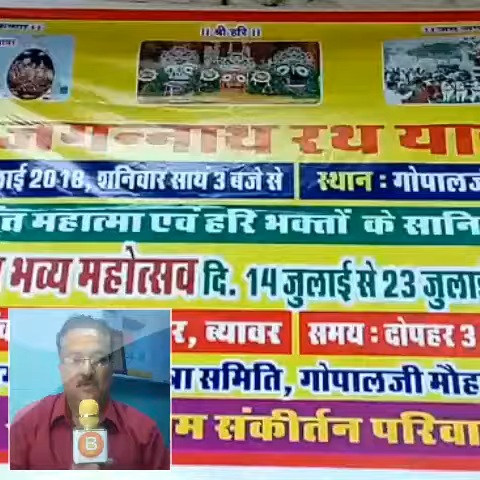 ॥ श्री हरि ॥
जगन्नाथ रथ या
2018, शनिवार सायं 3 बजे से स्थान : गोपालज
महात्मा एवं हरि भक्तों के सानि
भव्य महोत्सव दि. 14 जुलाई से 23 जुला
ब्यावर समय : दोपहर 3
समिति, गोपालजी मौह
संकीर्तन परिवा
B